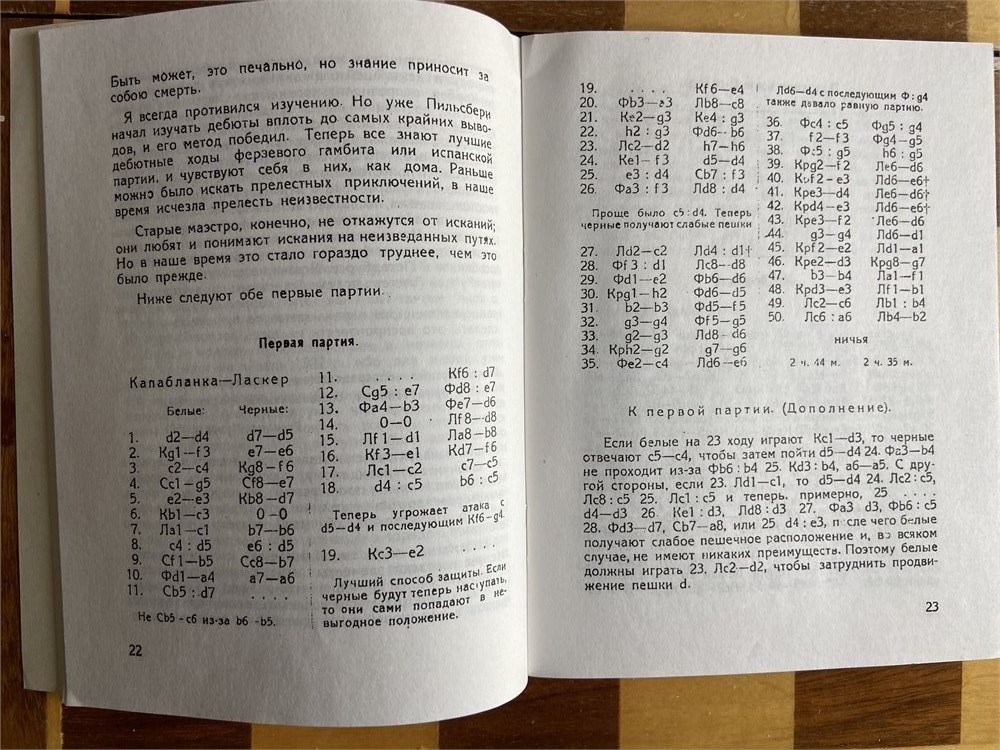 Быть может, это печально, но знание приносит за
собою смерть.
Я всегда противился изучению. Но уже Пильсбери
начал изучать дебюты вплоть до самых крайних выво-
дов, и его метод победил. Теперь все знают лучшие
дебютные ходы ферзевого гамбита или испанской
партии, и чувствуют себя в них, как дома. Раньше
можно было искать прелестных приключений, в наше
время исчезла прелесть неизвестности.
Старые маэстро, конечно, не откажутся от исканий;
они любят и понимают искания на неизведанных путях.
Но в наше время это стало гораздо труднее, чем это
было прежде.
Ниже следуют обе первые партии.
Первая партия.
Капабланка—Ласкер
Белые: Черные:
1. d2—d4 d7—d5
2. Kg1-f3 e7—e6
3. c2—c4 Kg8-f6
4. Cc1-g5 Cf8—e7
5. e2—e3 Kb8—d7
6. Kb1—c3 0-0
7. Ла1—c1 b7—b6
8. c4 : d5 e6 : d5
9. Cf1—b5 Cc8—b7
10. Фd1—a4 a7—a6
11. Cb5 : d7 . . . .
Не Cb5-c6 из-за b6-b5.
11. . . . . Kf6 : d7
12. Cg5 : e7 Фd8 : e7
13. Фa4—b3 Фe7—d6
14. 0—0 Лf8—d8
15. Лf1—d1 Ла8—b8
16. Kf3—e1 Kd7—f6
17. Лc1—c2 c7—c5
18. d4 : c5 b6 : c5
Теперь угрожает атака с
d5—d4 и последующим Kf6-g4.
19. Kc3—e2 . . . .
Лучший способ защиты. Если
черные будут теперь наступать,
то они сами попадают в не-
выгодное положение.
22
19. . . . . Kf6—e4
20. Фb3—a3 Лb8—c8
21. Ke2—g3 Ke4 : g3
22. h2 : g3 Фd6-b6
23. Лc2—d2 h7—h6
24. Ke1—f3 d5—d4
25. e3 : d4 Cb7 : f3
26. Фa3 : f3 Лd8 : d4
Проще было c5 : d4. Теперь
черные получают слабые пешки
27. Лd2—c2 Лd4 : d1†
28. Фf3 : d1 Лc8—d8
29. Фd1—e2 Фb6—d6
30. Kpg1-h2 Фd6—d5
31. b2—b3 Фd5—f5
32. g3—g4 Фf5—g5
33. g2—g3 Лd8-d6
34. Kph2—g2 g7—g6
35. Фe2—c4 Лd6—e6
Лd6—d4 с последующим Ф : g4
также давало равную партию.
36. Фc4 : c5 Фg5 : g4
37. f2—f3 Фg4-g5
38. Ф:5 : g5 h6 : g5
39. Kpg2—f2 Лe6—d6
40. Kpf2-e3 Лd6—e6†
41. Kpe3—d4 Лe6—d6†
42. Kpd4—e3 Лd6—e6†
43. Kpe3—f2 Лe6—d6
44. g3—g4 Лd6—d1
45. Kpf2—e2 Лd1—a1
46. Kpe2—d3 Kpg8—g7
47. b3—b4 Ла1—f1
48. Kpd3—e3 Лf1—b1
49. Лc2—c6 Лb1 : b4
50. Лc6 : a6 Лb4—b2
ничья
2 ч. 44 м. 2 ч. 35 м.
К первой партии. (Дополнение).
Если белые на 23 ходу играют Kc1—d3, то черные
отвечают c5—c4, чтобы затем пойти d5—d4 24. Фa3—b4
не проходит из-за Фb6 : b4 25. Kd3 : b4, a6—a5. С дру-
гой стороны, если 23. Лd1—c1, то d5—d4 24. Лc2 : c5,
Лc8 : c5 25. Лc1 : c5 и теперь. примерно, 25 . . . . .
d4—d3 26. Ke1 : d3, Лd8 : d3 27. Фa3 d3, Фb6 : c5
28. Фd3—d7, Cb7—a8, или 25 d4 : e3, после чего белые
получают слабое пешечное расположение и, во всяком
случае, не имеют никаких преимуществ. Поэтому белые
должны играть 23. Лc2—d2, чтобы затруднить продви-
жение пешки d.
23